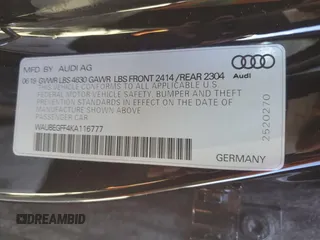 MFD. BY AUDI AG
06/15 GVWR LBS 4830 GAWR LBS FRONT 2414 /REAR 2304
THIS VEHICLE CONFORMS TO ALL APPLICABLE U.S.
FEDERAL MOTOR VEHICLE SAFETY, BUMPER AND THEFT
PREVENTION STANDARDS IN EFFECT ON THE DATE OF
MANUFACTURE SHOWN ABOVE.
PASSENGER CAR
WAUBEGFF4KA116777
GERMANY
Audi
2520270
DREAMBID